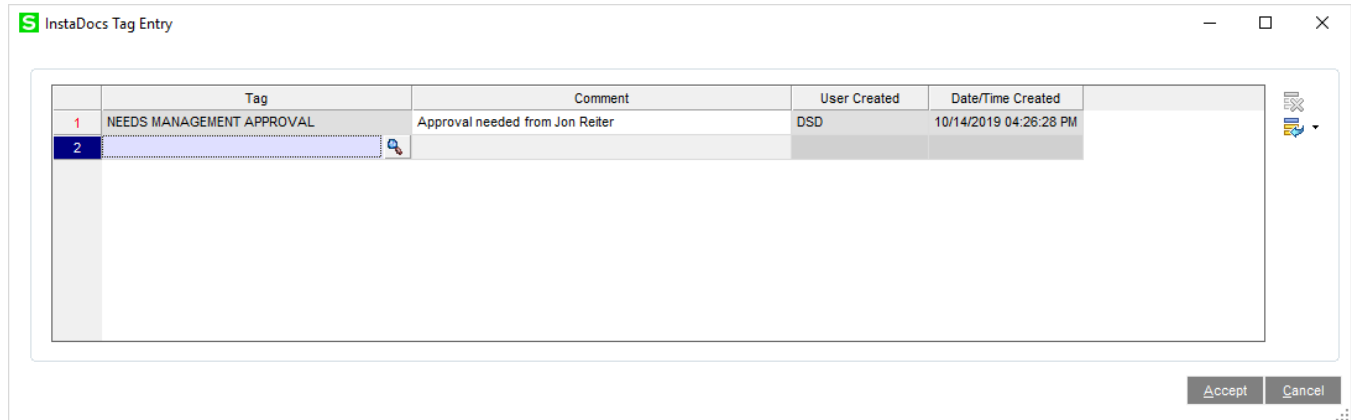 S InstaDocs Tag Entry
Tag Comment User Created Date/Time Created
1 NEEDS MANAGEMENT APPROVAL Approval needed from Jon Reiter DSD 10/14/2019 04:26:28 PM
2
Accept Cancel